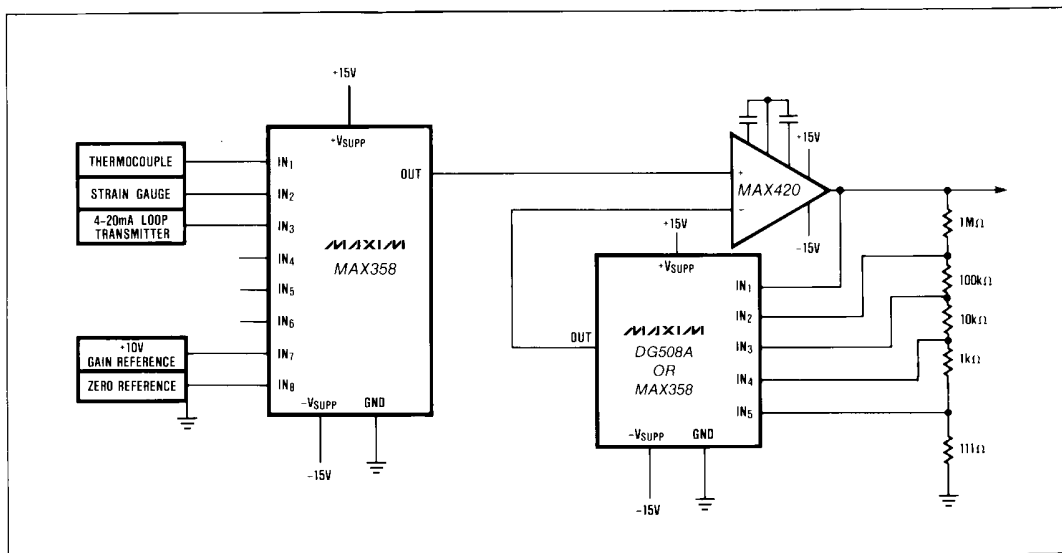 +15V
+VSUPP
THERMOCOUPLE
STRAIN GAUGE
4-20mA LOOP
TRANSMITTER
+10V
GAIN REFERENCE
ZERO REFERENCE
IN1
IN2
IN3
IN4
IN5
IN6
IN7
IN8
OUT
MAXIM
MAX358
-VSUPP
GND
-15V
+
-
MAX420
+15V
-15V
+15V
+VSUPP
OUT
MAXIM
DG508A
OR
MAX358
IN1
IN2
IN3
IN4
IN5
-VSUPP
GND
-15V
1MΩ
100kΩ
10kΩ
1kΩ
111Ω